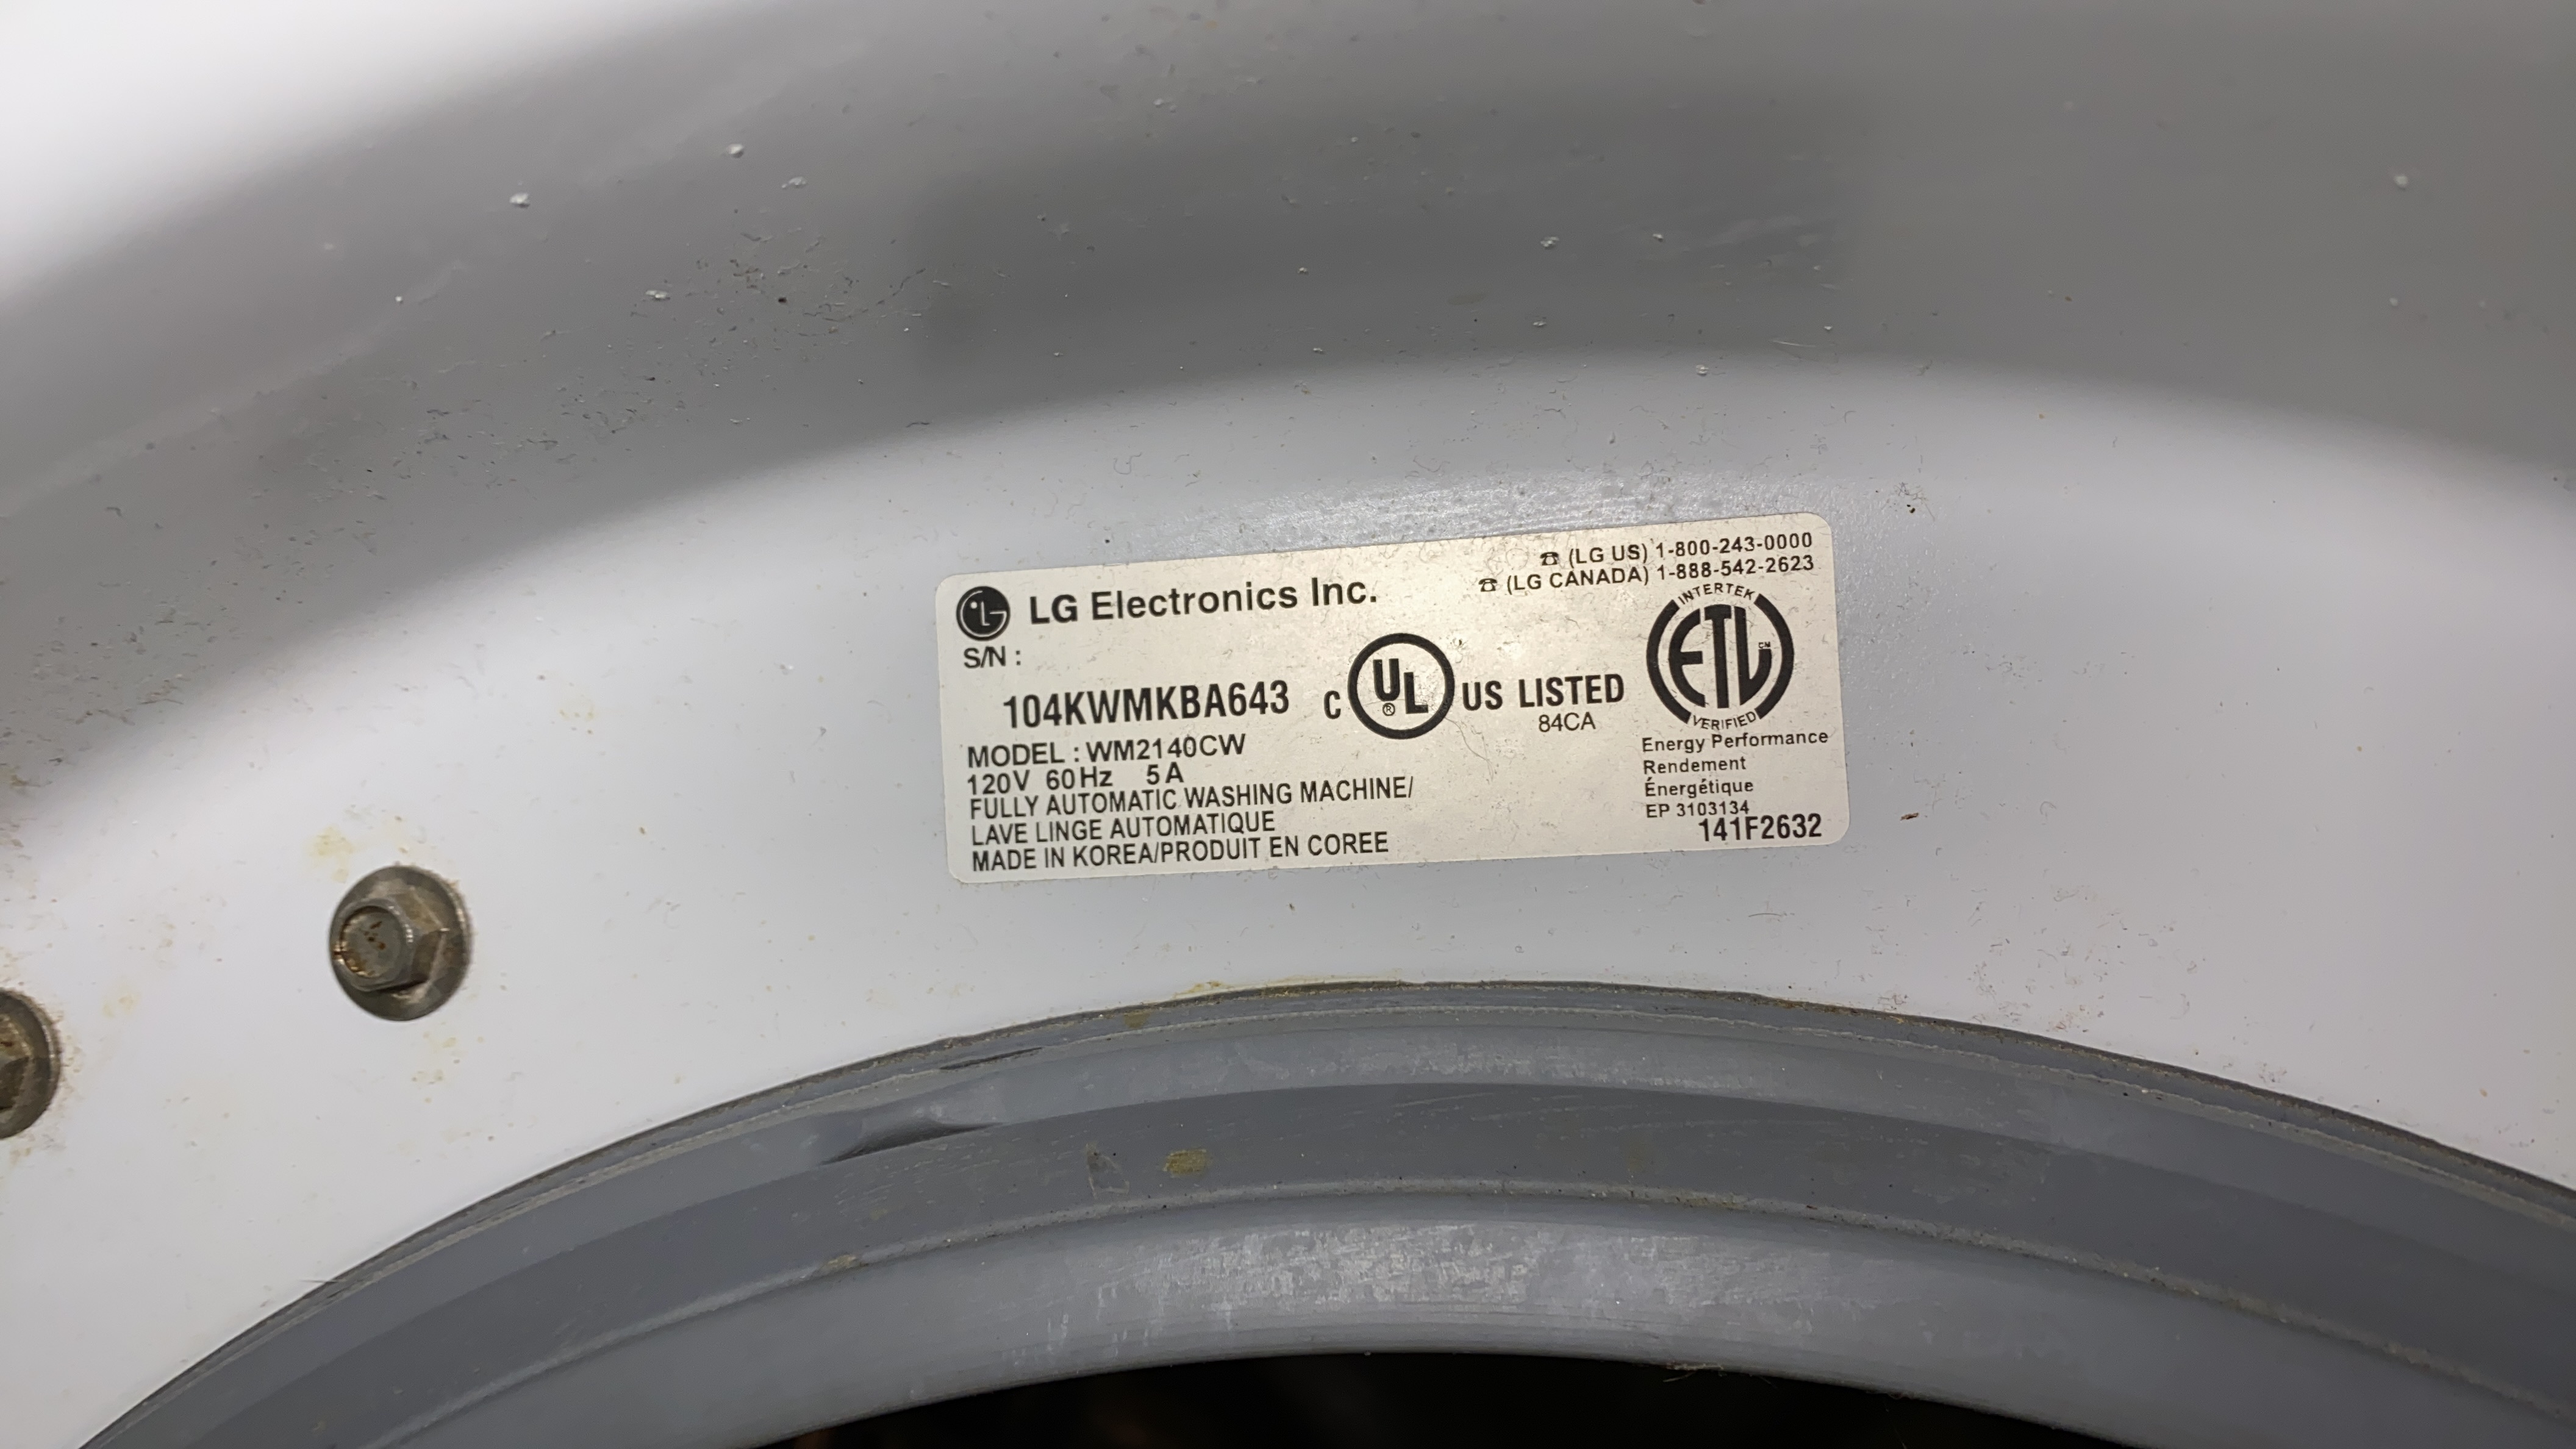 LG Electronics Inc.
☎ (LG US) 1-800-243-0000
☎ (LG CANADA) 1-888-542-2623
S/N :
104KWMKBA643
MODEL : WM2140CW
120V 60Hz 5A
FULLY AUTOMATIC WASHING MACHINE/
LAVE LINGE AUTOMATIQUE
MADE IN KOREA/PRODUIT EN COREE
C UL ® US LISTED
84CA
INTERTEK
ETL CM
VERIFIED
Energy Performance
Rendement
Énergétique
EP 3103134
141F2632